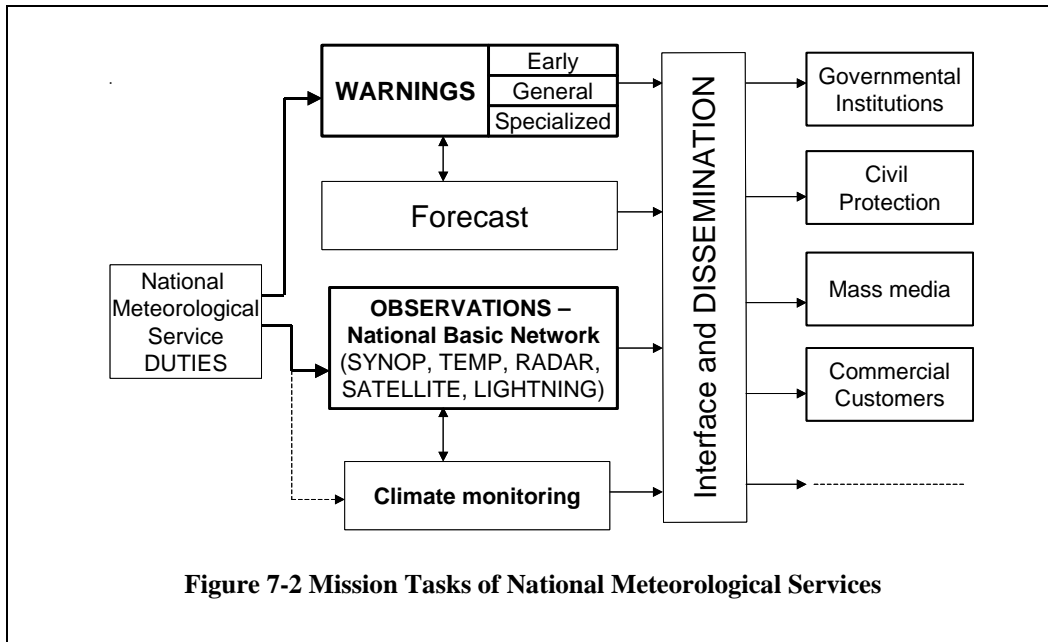 WARNINGS
Early
General
Specialized
Forecast
National
Meteorological
Service
DUTIES
OBSERVATIONS –
National Basic Network
(SYNOP, TEMP, RADAR,
SATELLITE, LIGHTNING)
Climate monitoring
Interface and DISSEMINATION
Governmental
Institutions
Civil
Protection
Mass media
Commercial
Customers
Figure 7-2 Mission Tasks of National Meteorological Services